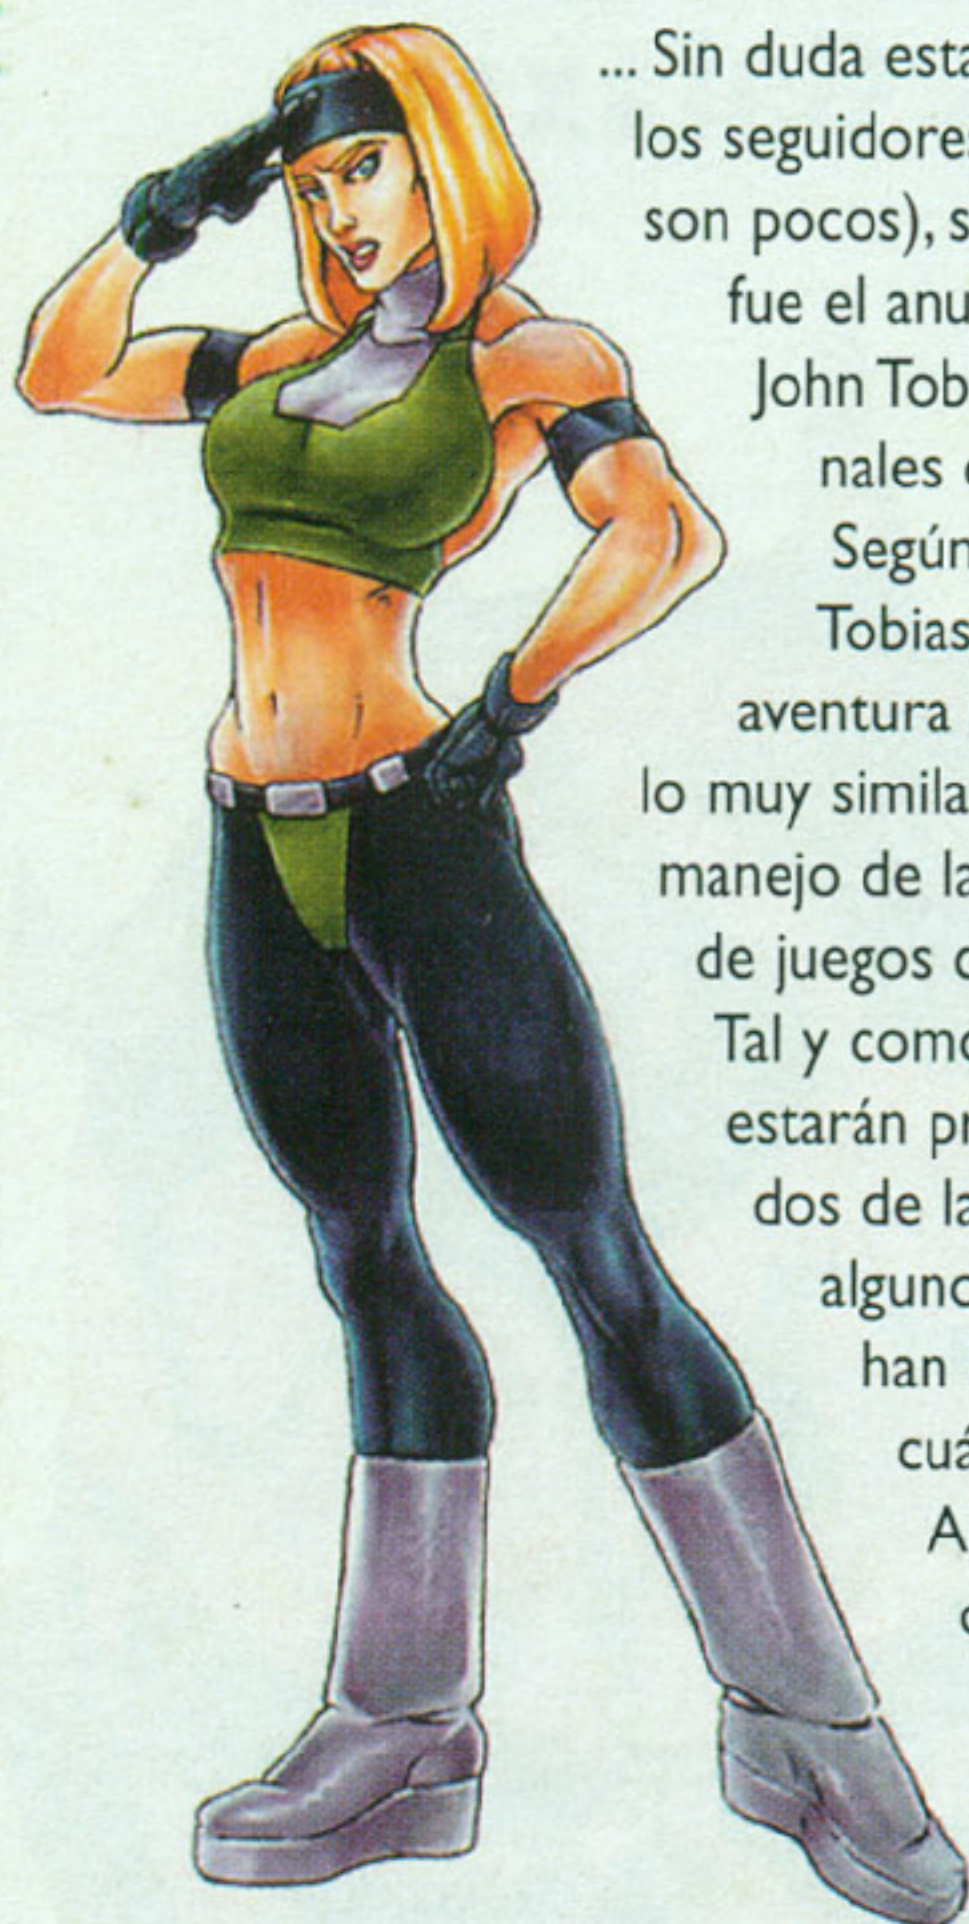 ... Sin duda esta
los seguidores
son pocos), s
fue el anu
John Tob
nales
Según
Tobias
aventura
lo muy simila
manejo de la
de juegos
Tal y como
estarán pr
dos de la
alguno
han
cuá
A